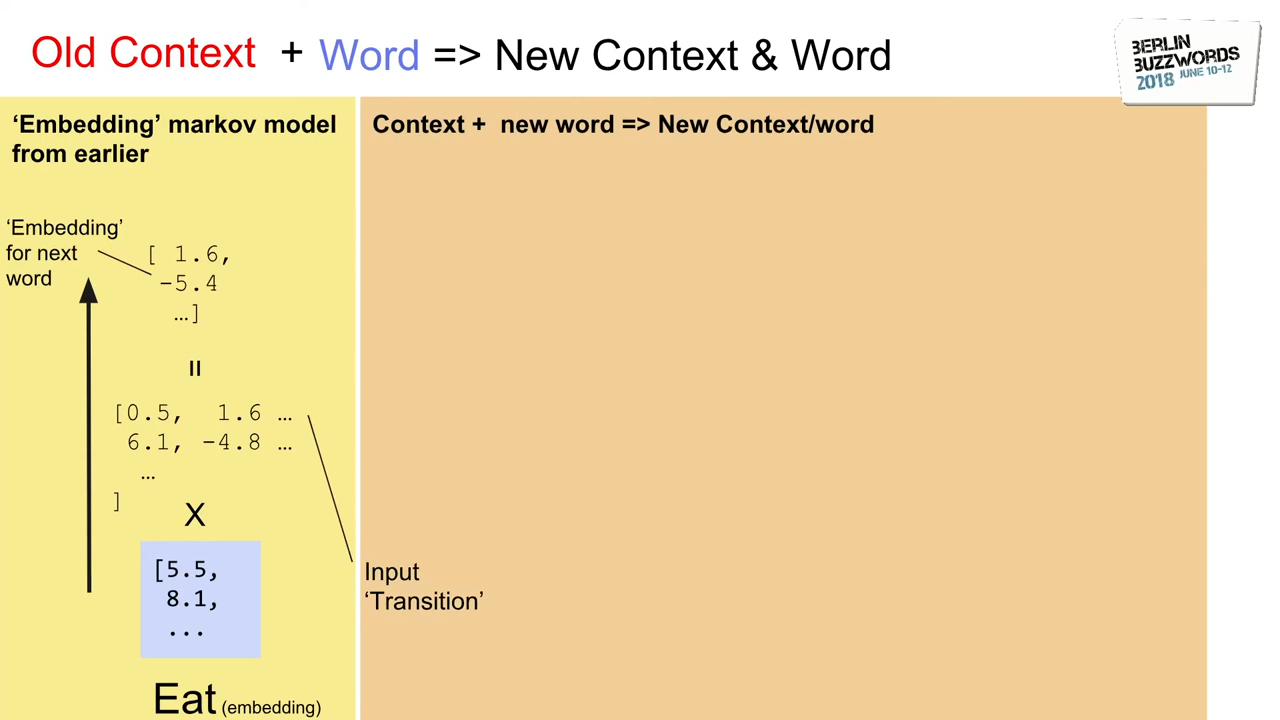 Old Context + Word => New Context & Word
BERLIN
BUZZWORDS
2018 JUNE 10-12
‘Embedding’ markov model
from earlier
Context + new word => New Context/word
‘Embedding’
for next
word
[ 1.6,
-5.4
…]
=
[0.5, 1.6 …
6.1, -4.8 …
…
]
X
[5.5,
8.1,
...
Eat (embedding)
Input
‘Transition’